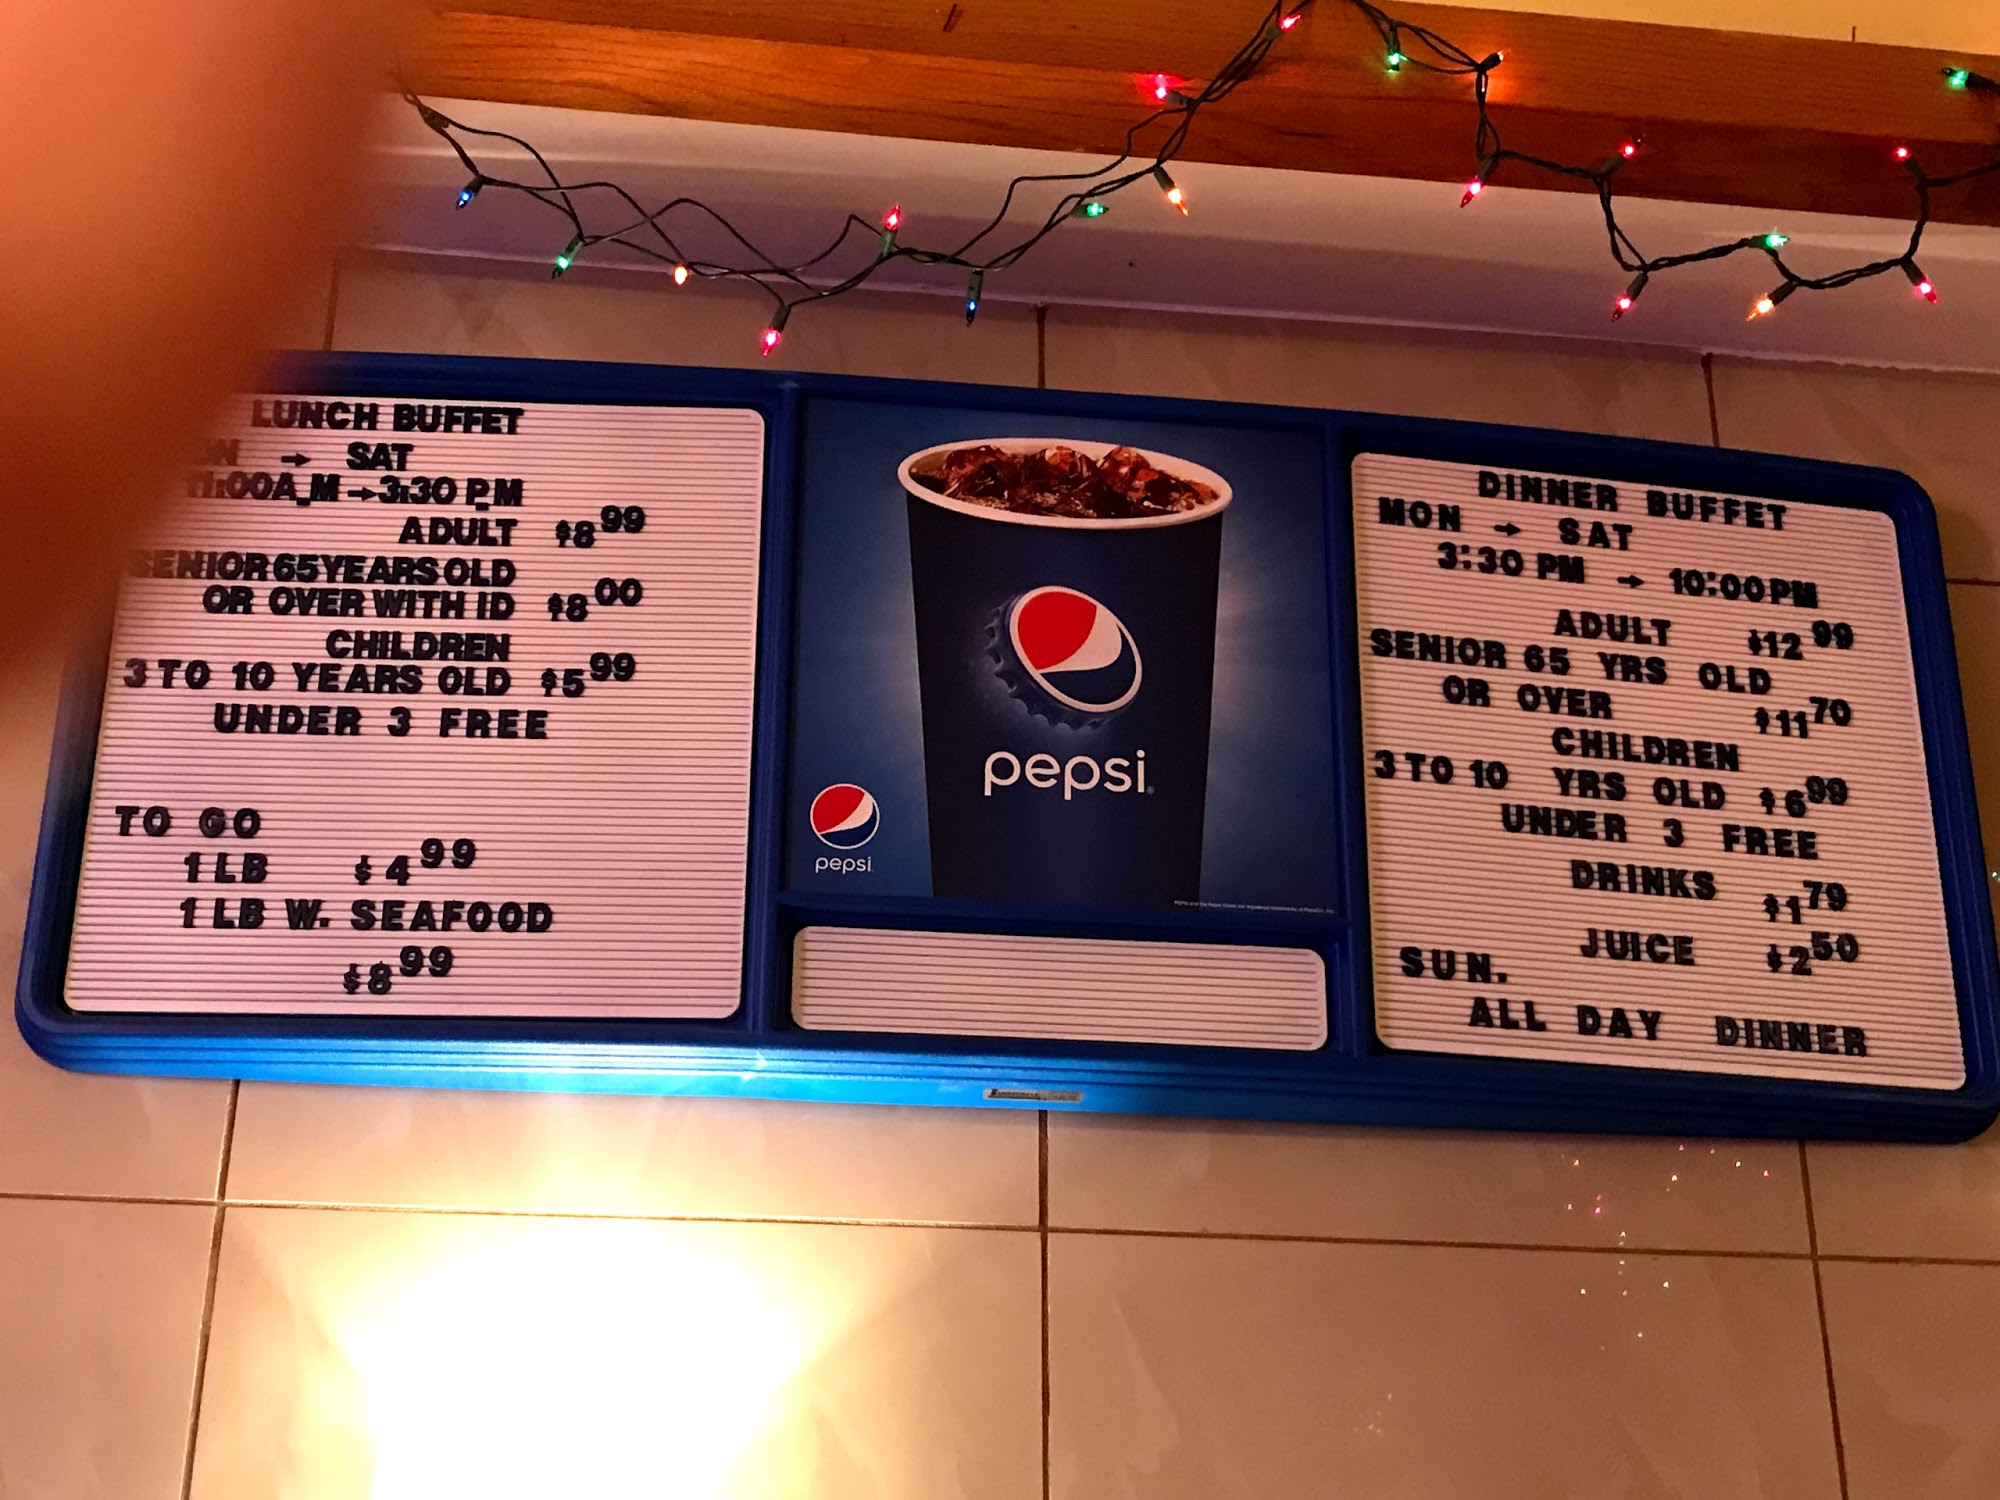 LUNCH BUFFET
→ SAT
11:00A.M→3:30 P.M
ADULT $8 99
SENIOR 65 YEARS OLD
OR OVER WITH ID $8 00
CHILDREN
3 TO 10 YEARS OLD $5 99
UNDER 3 FREE
TO GO
1 LB $4 99
1 LB W. SEAFOOD
$8 99
pepsi
pepsi
DINNER BUFFET
MON → SAT
3:30 PM → 10:00 PM
ADULT $12 99
SENIOR 65 YRS OLD
OR OVER $11 70
CHILDREN
3 TO 10 YRS OLD $6 99
UNDER 3 FREE
DRINKS $1 79
JUICE $2 50
SUN.
ALL DAY DINNER